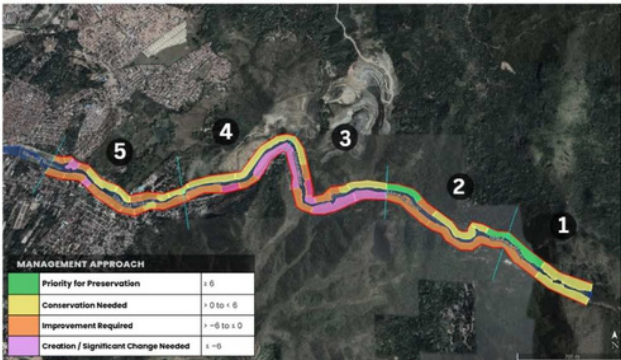 5
4
3
2
1
MANAGEMENT APPROACH
Priority for Preservation ≥ 6
Conservation Needed > 0 to < 6
Improvement Required > -6 to ≤ 0
Creation / Significant Change Needed ≤ -6
N